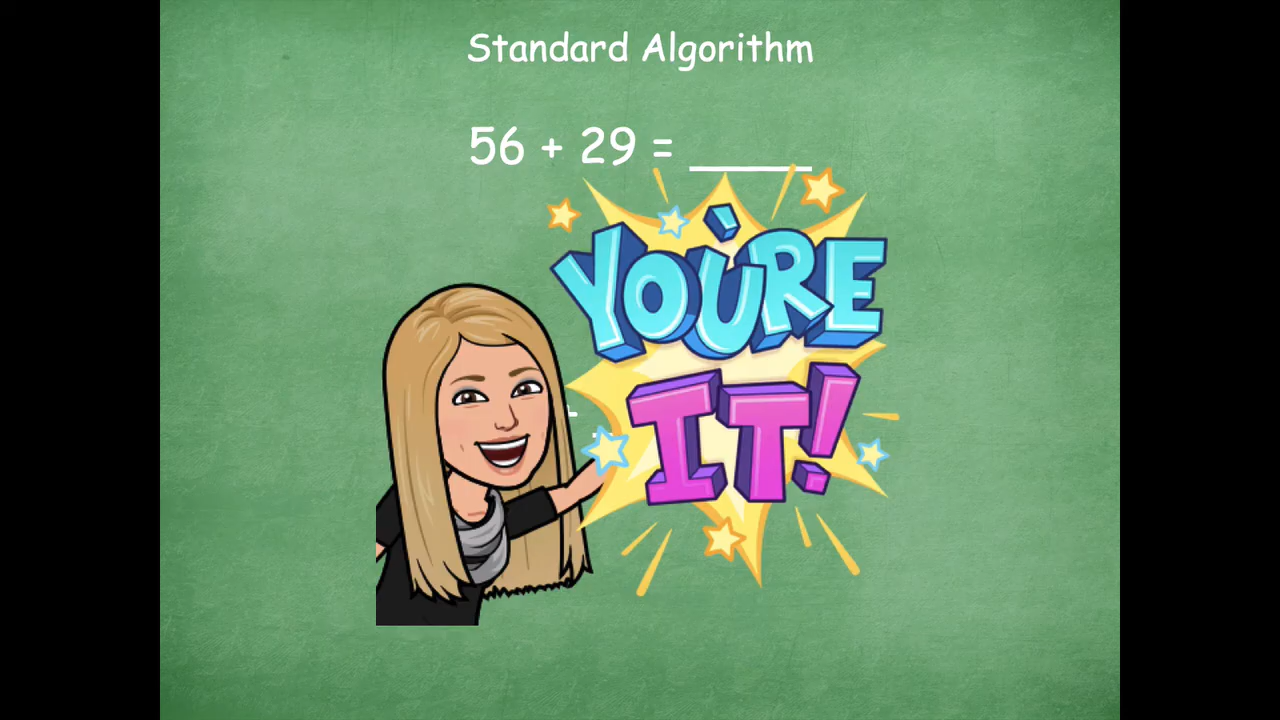 Standard Algorithm
56 + 29 = _____
YOU'RE
IT!